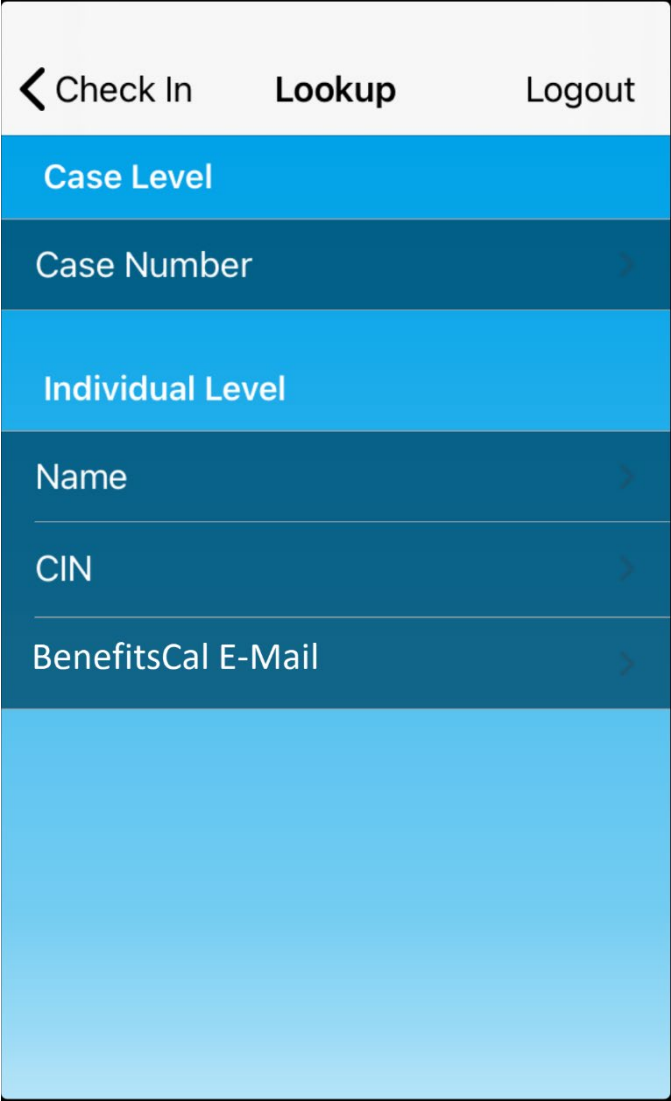 Check In Lookup Logout
Case Level
Case Number
Individual Level
Name
CIN
BenefitsCal E-Mail